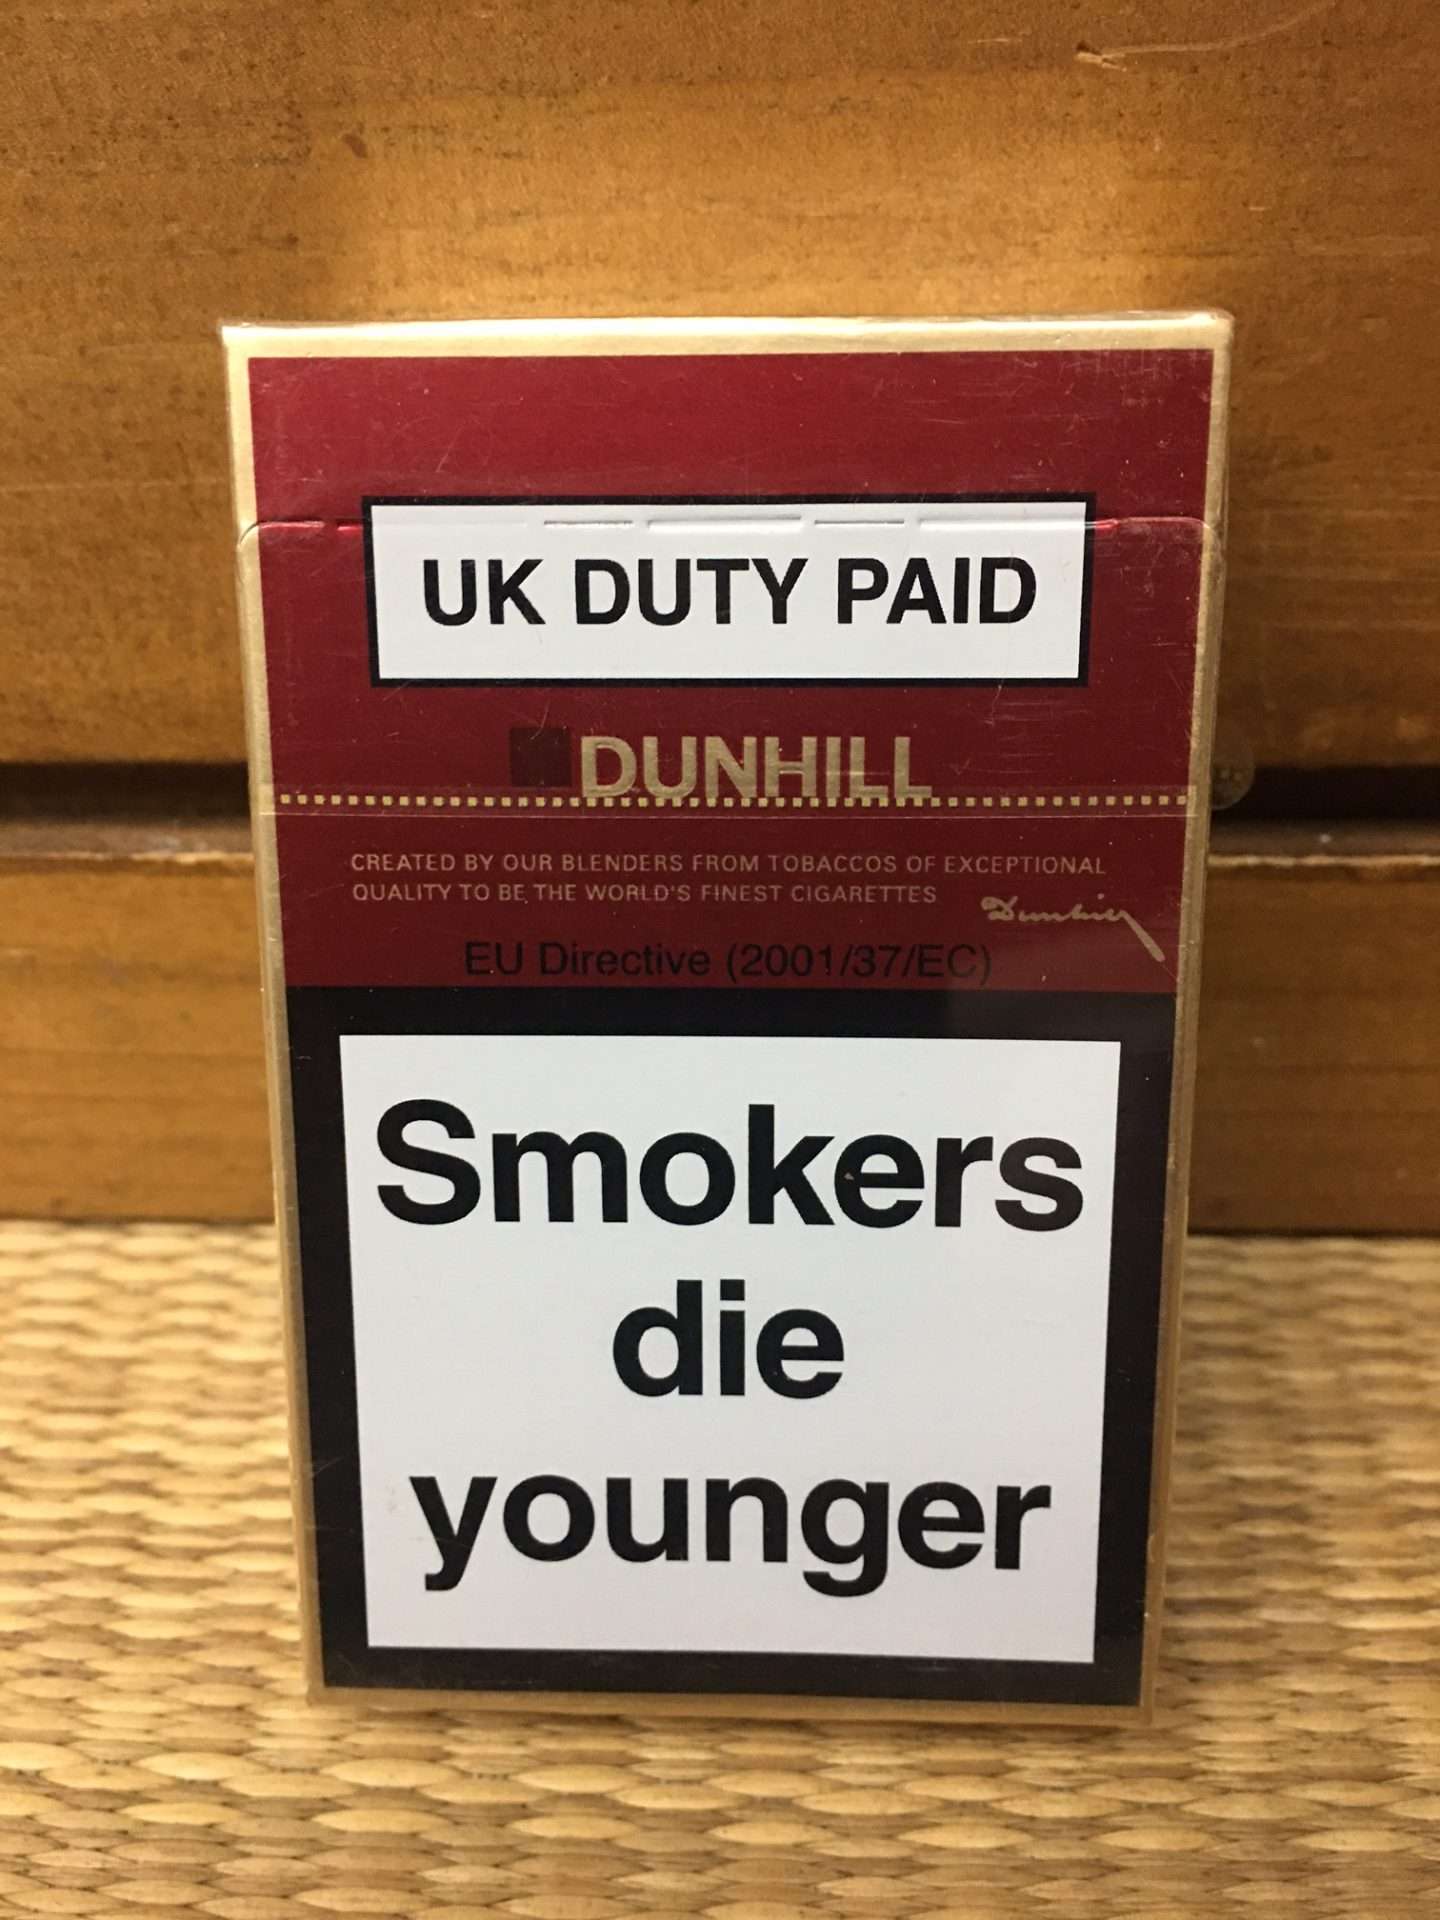 UK DUTY PAID
DUNHILL
CREATED BY OUR BLENDERS FROM TOBACCOS OF EXCEPTIONAL
QUALITY TO BE THE WORLD'S FINEST CIGARETTES
Dunhill
EU Directive (2001/37/EC)
Smokers
die
younger